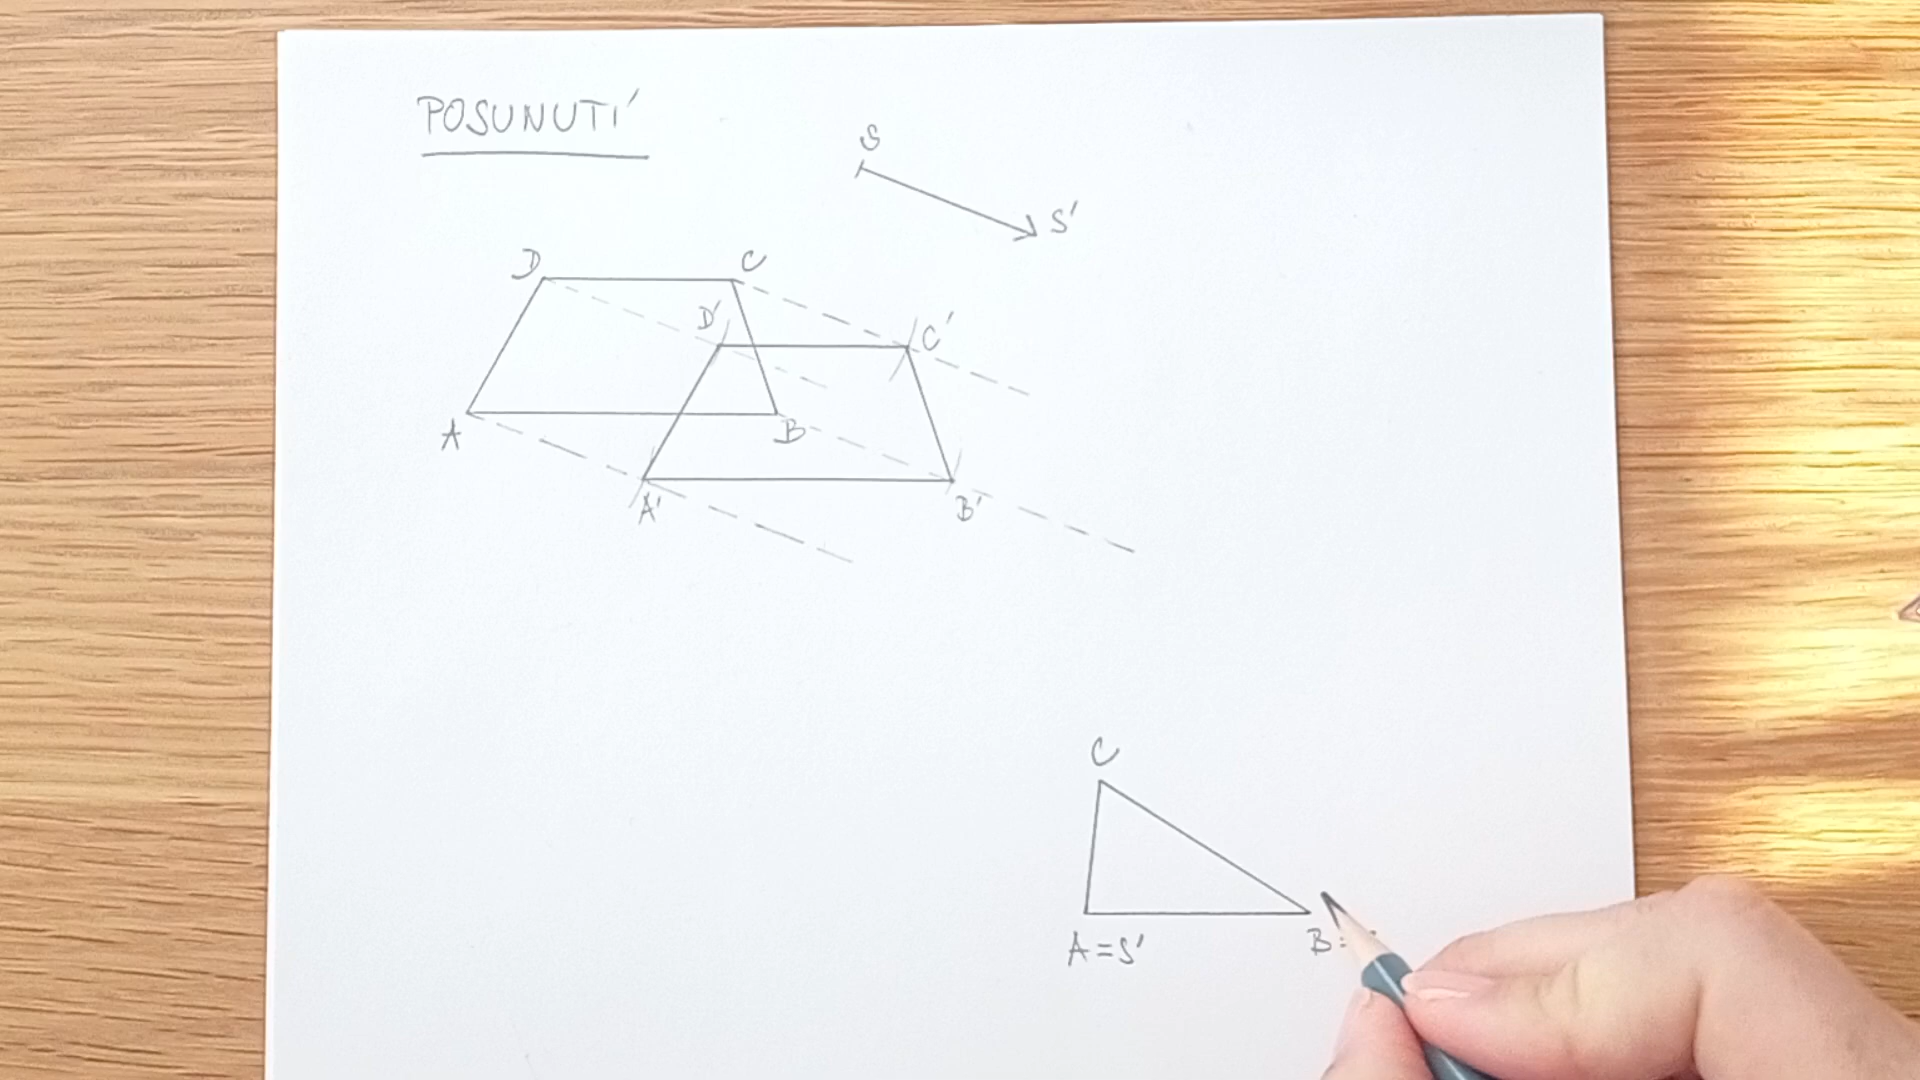 POSUNUTÍ
S
S'
D
C
D'
C'
A
B
A'
B'
C
A = S'
B =